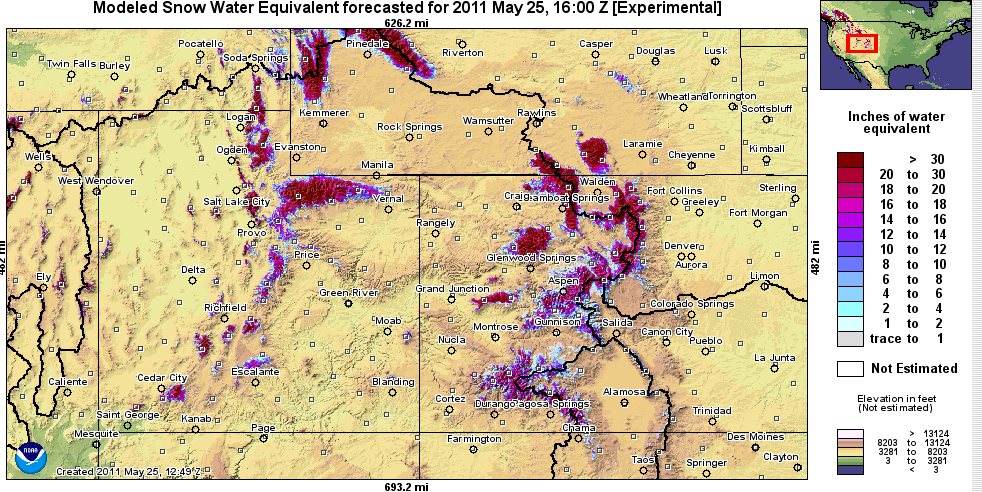 Modeled Snow Water Equivalent forecasted for 2011 May 25, 16:00 Z [Experimental]
626.2 mi
Pocatello
Pinedale
Riverton
Casper
Douglas
Lusk
Twin Falls
Burley
Soda Springs
Wheatland
Torrington
Scottsbluff
Logan
Kemmerer
Rock Springs
Wamsutter
Rawlins
Wells
Ogden
Evanston
Laramie
Cheyenne
Kimball
West Wendover
Manila
Salt Lake City
Vernal
Craig
amboat Springs
Walden
Fort Collins
Sterling
Greeley
Fort Morgan
Provo
Rangely
482 mi
Price
Glenwood Springs
Denver
Aurora
482 mi
Ely
Delta
Green River
Grand Junction
Aspen
Limon
Richfield
Colorado Springs
Moab
Montrose
Gunnison
Salida
Canon City
Nucla
Pueblo
La Junta
Caliente
Cedar City
Escalante
Blanding
Cortez
Durango
agosa Springs
Alamosa
Saint George
Kanab
Trinidad
Mesquite
Page
Farmington
Chama
Des Moines
Taos
Springer
Clayton
NOAA
Created 2011 May 25, 12:49 Z
693.2 mi
Inches of water
equivalent
> 30
20 to 30
18 to 20
16 to 18
14 to 16
12 to 14
10 to 12
8 to 10
6 to 8
4 to 6
2 to 4
1 to 2
trace to 1
Not Estimated
Elevation in feet
(Not estimated)
> 13124
8203 to 13124
3281 to 8203
3 to 3281
< 3